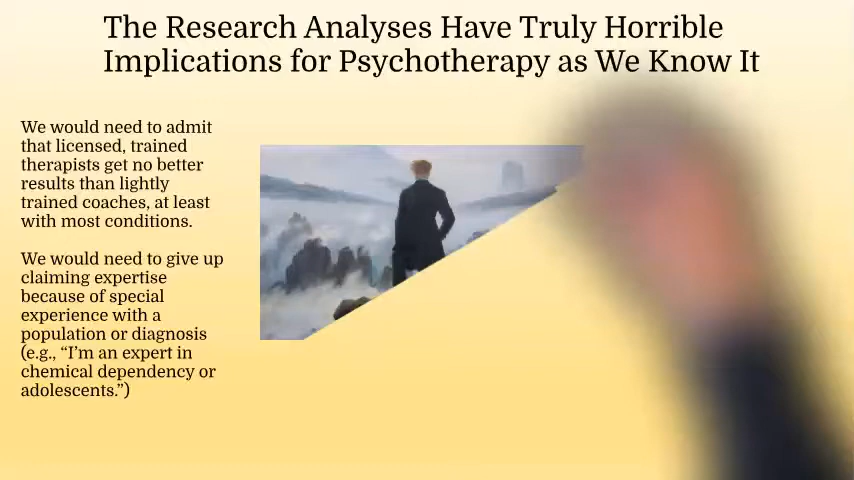 The Research Analyses Have Truly Horrible
Implications for Psychotherapy as We Know It
We would need to admit
that licensed, trained
therapists get no better
results than lightly
trained coaches, at least
with most conditions.
We would need to give up
claiming expertise
because of special
experience with a
population or diagnosis
(e.g., “I’m an expert in
chemical dependency or
adolescents.”)